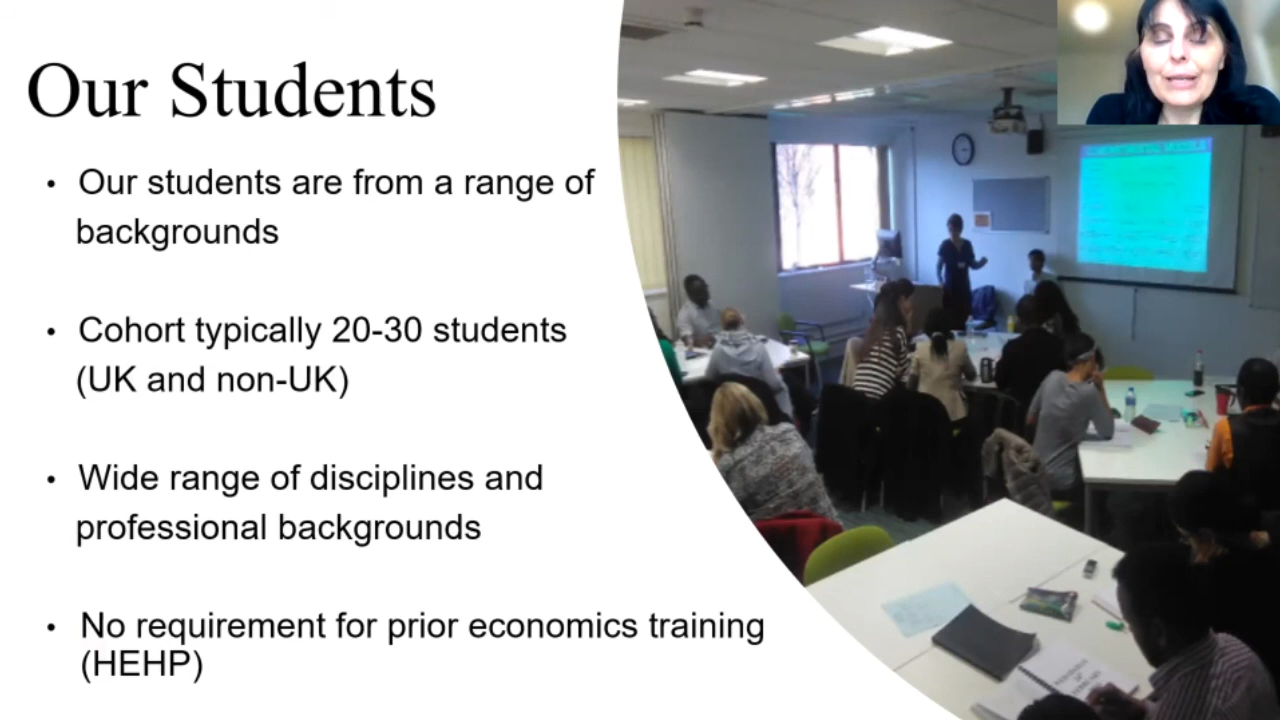 Our Students
• Our students are from a range of
backgrounds
• Cohort typically 20-30 students
(UK and non-UK)
• Wide range of disciplines and
professional backgrounds
• No requirement for prior economics training
(HEHP)